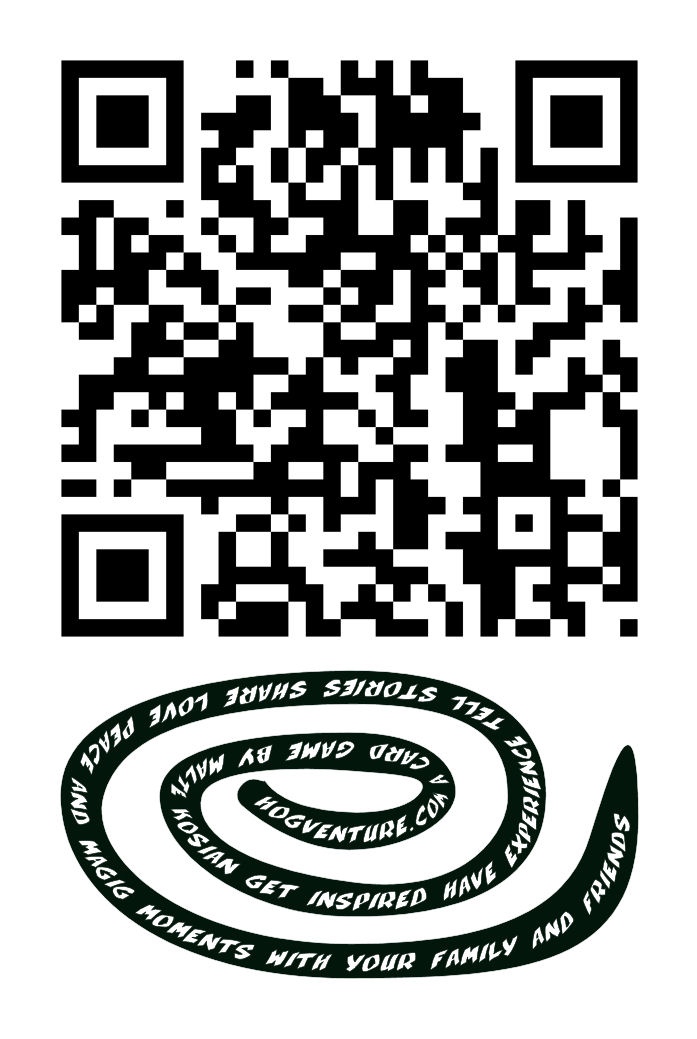 HOGVENTURE.COM A CARD GAME BY MALTE KOSIAN GET INSPIRED HAVE EXPERIENCE TELL STORIES SHARE LOVE PEACE AND MAGIG MOMENTS WITH YOUR FAMILY AND FRIENDS